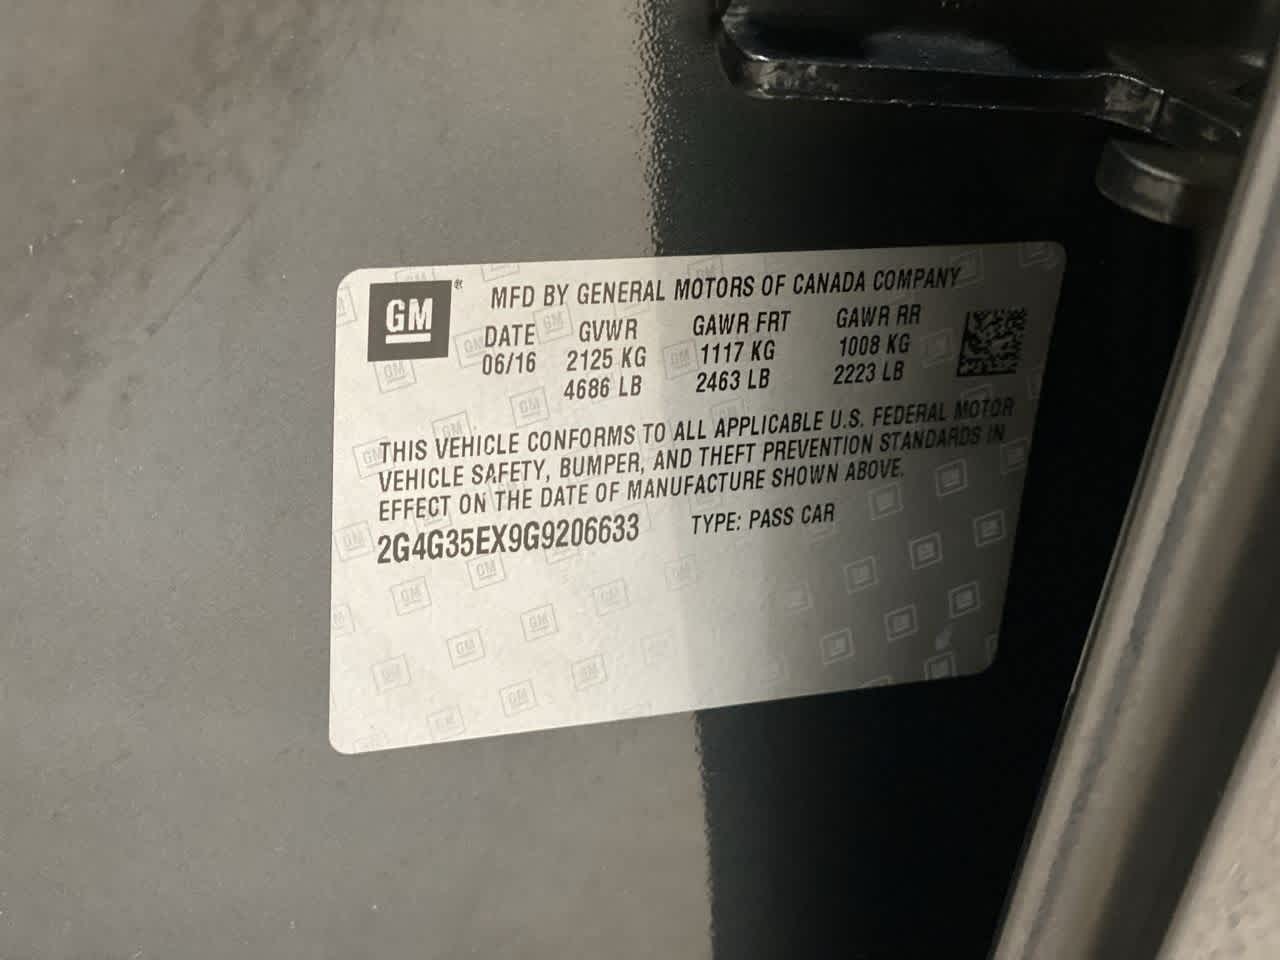 GM ® MFD BY GENERAL MOTORS OF CANADA COMPANY
DATE GVWR GAWR FRT GAWR RR
06/16 2125 KG 1117 KG 1008 KG
4686 LB 2463 LB 2223 LB
THIS VEHICLE CONFORMS TO ALL APPLICABLE U.S. FEDERAL MOTOR
VEHICLE SAFETY, BUMPER, AND THEFT PREVENTION STANDARDS IN
EFFECT ON THE DATE OF MANUFACTURE SHOWN ABOVE.
2G4G35EX9G9206633 TYPE: PASS CAR